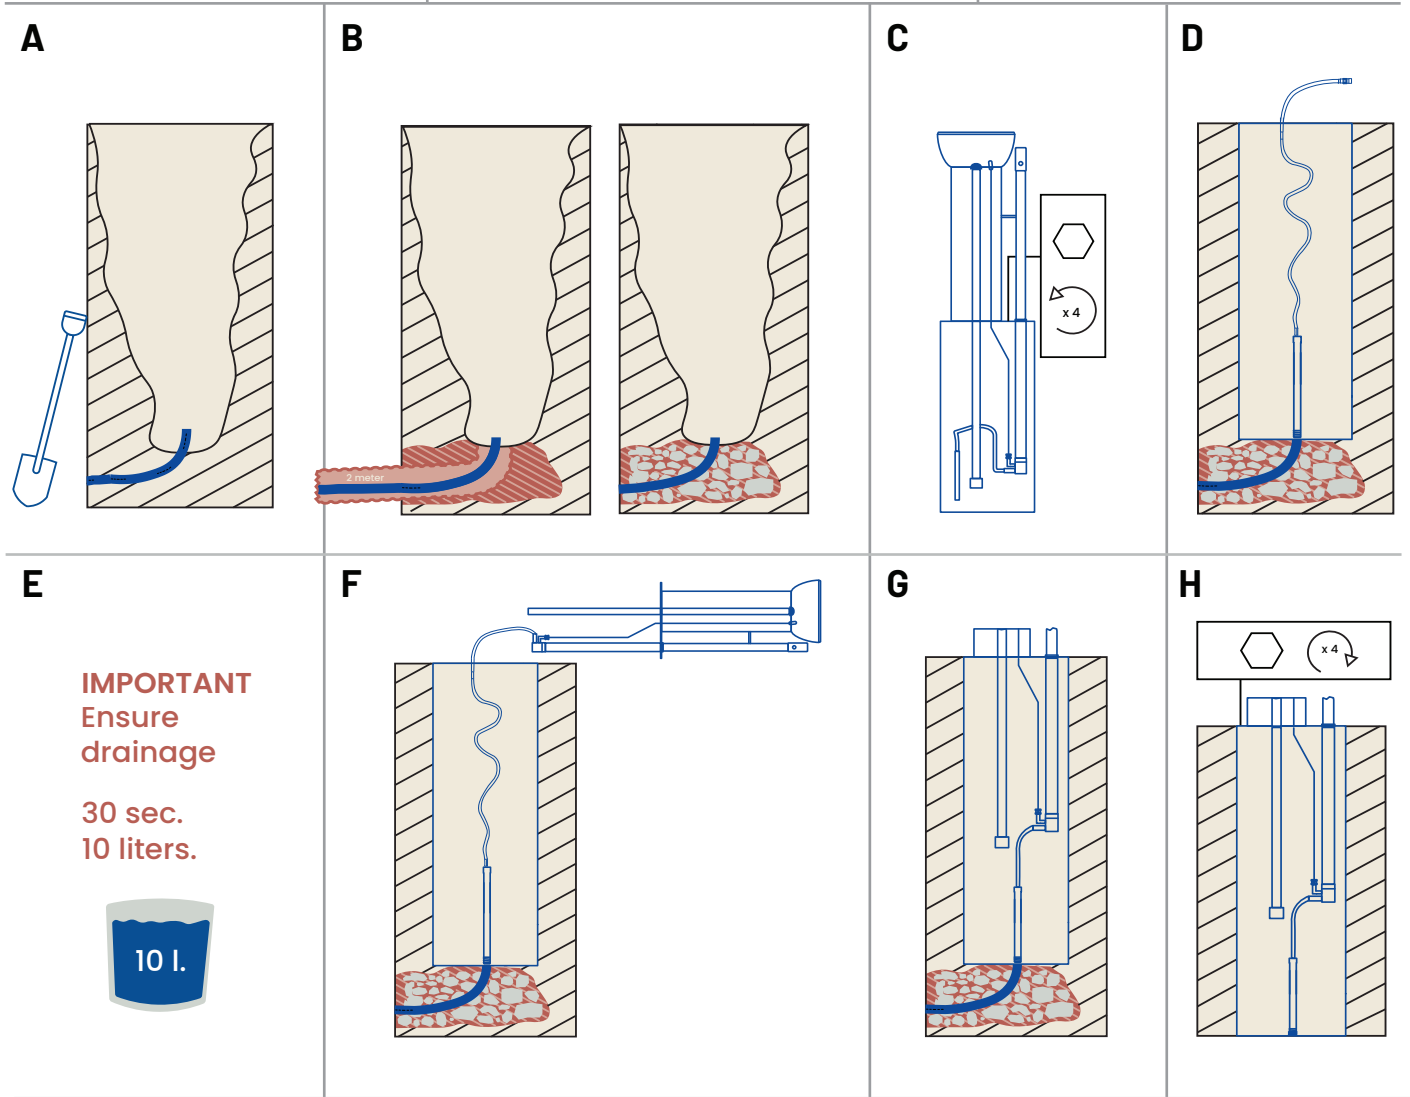 A
B
C
D
2 meter
x 4
E
F
G
H
IMPORTANT
Ensure
drainage
30 sec.
10 liters.
10 l.
x 4